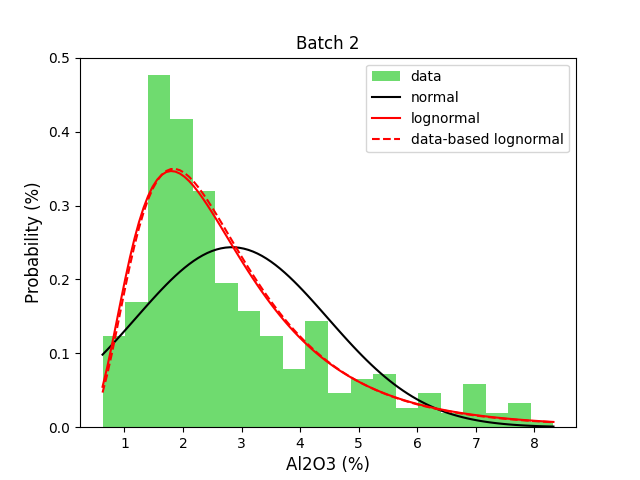 Batch 2
Probability (%)
0.5
0.4
0.3
0.2
0.1
0.0
data
normal
lognormal
data-based lognormal
1 2 3 4 5 6 7 8
Al2O3 (%)